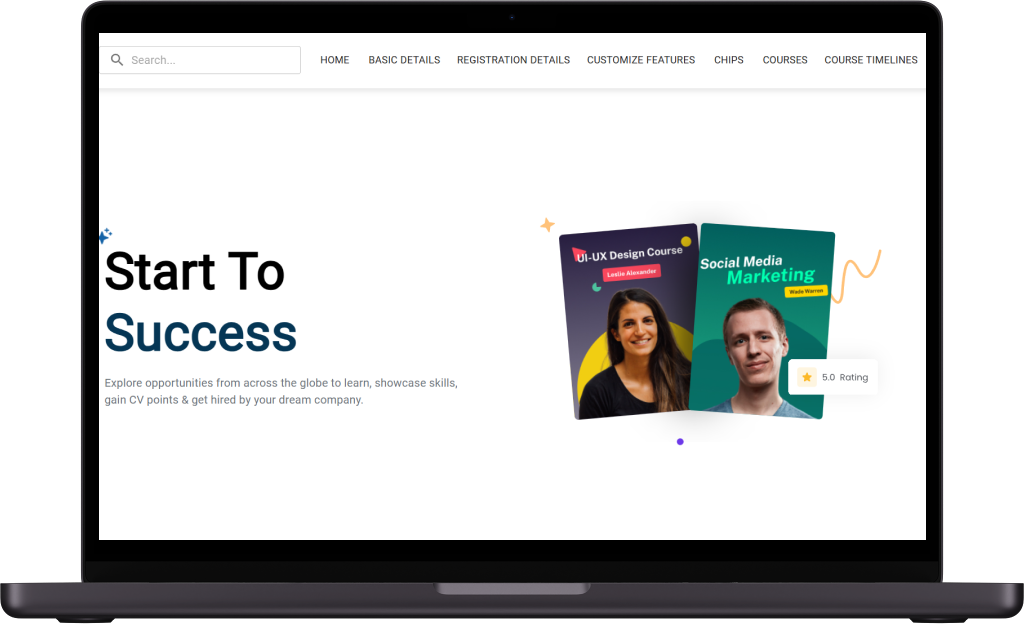 Search...
HOME
BASIC DETAILS
REGISTRATION DETAILS
CUSTOMIZE FEATURES
CHIPS
COURSES
COURSE TIMELINES
Start To
Success
Explore opportunities from across the globe to learn, showcase skills,
gain CV points & get hired by your dream company.
UI-UX Design Course
Leslie Alexander
Social Media
Marketing
Wade Warren
5.0 Rating